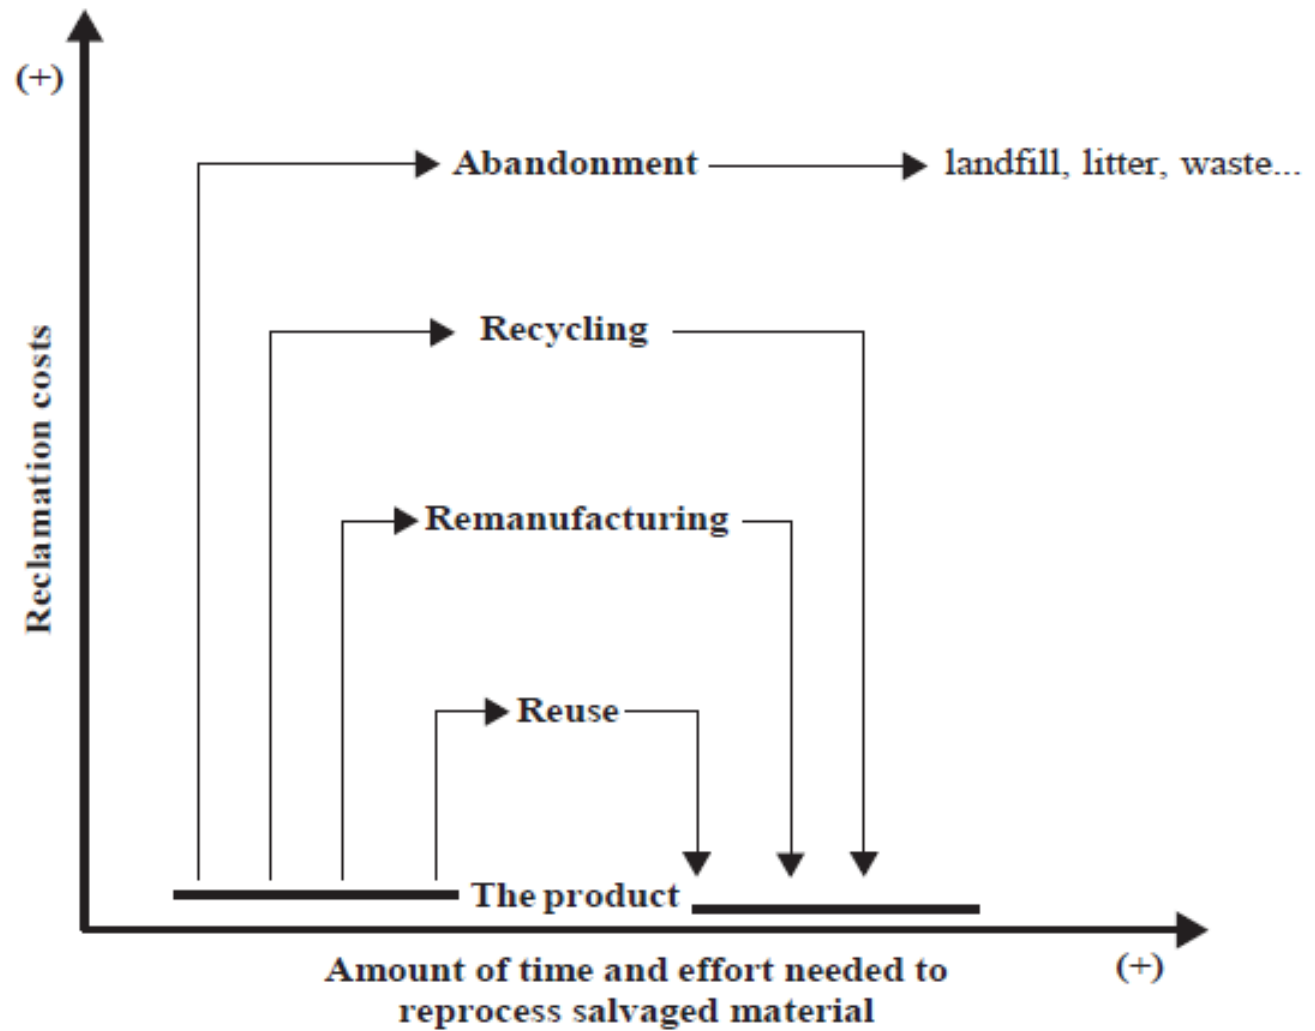 (+)
Abandonment
landfill, litter, waste...
Recycling
Reclamation costs
Remanufacturing
Reuse
The product
Amount of time and effort needed to
reprocess salvaged material
(+)